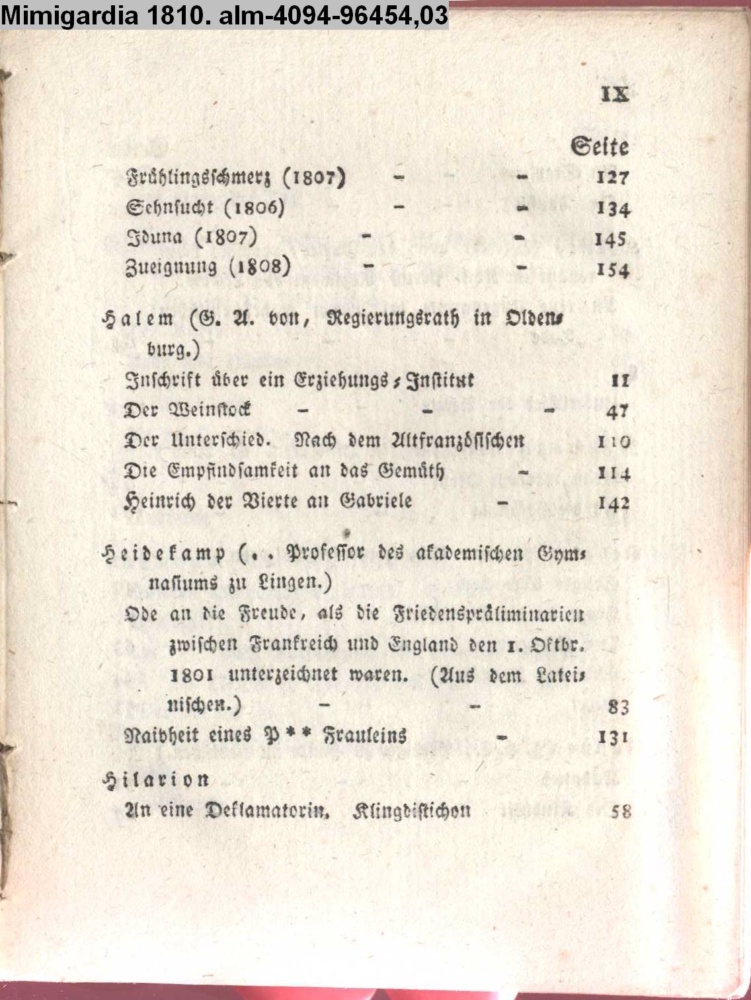 Mimigardia 1810. alm-4094-96454,03
IX
Seite
Frühlingsschmerz (1807) - - 127
Sehnsucht (1806) - - 134
Iduna (1807) - - 145
Zueignung (1808) - - 154
Halem (G. A. von, Regierungsrath in Olden-
burg.)
Inschrift über ein Erziehungs-Institut 11
Der Weinstock - - - 47
Der Unterschied. Nach dem Altfranzösischen 110
Die Empfindsamkeit an das Gemüth - 114
Heinrich der Vierte an Gabriele - 142
Heidekamp (. . Professor des akademischen Gym-
nasiums zu Lingen.)
Ode an die Freude, als die Friedenspräliminarien
zwischen Frankreich und England den 1. Oktbr.
1801 unterzeichnet waren. (Aus dem Latei-
nischen.) - - 83
Naivheit eines P** Frauleins - 131
Hilarion
An eine Deklamatorin. Klingdistichon 58